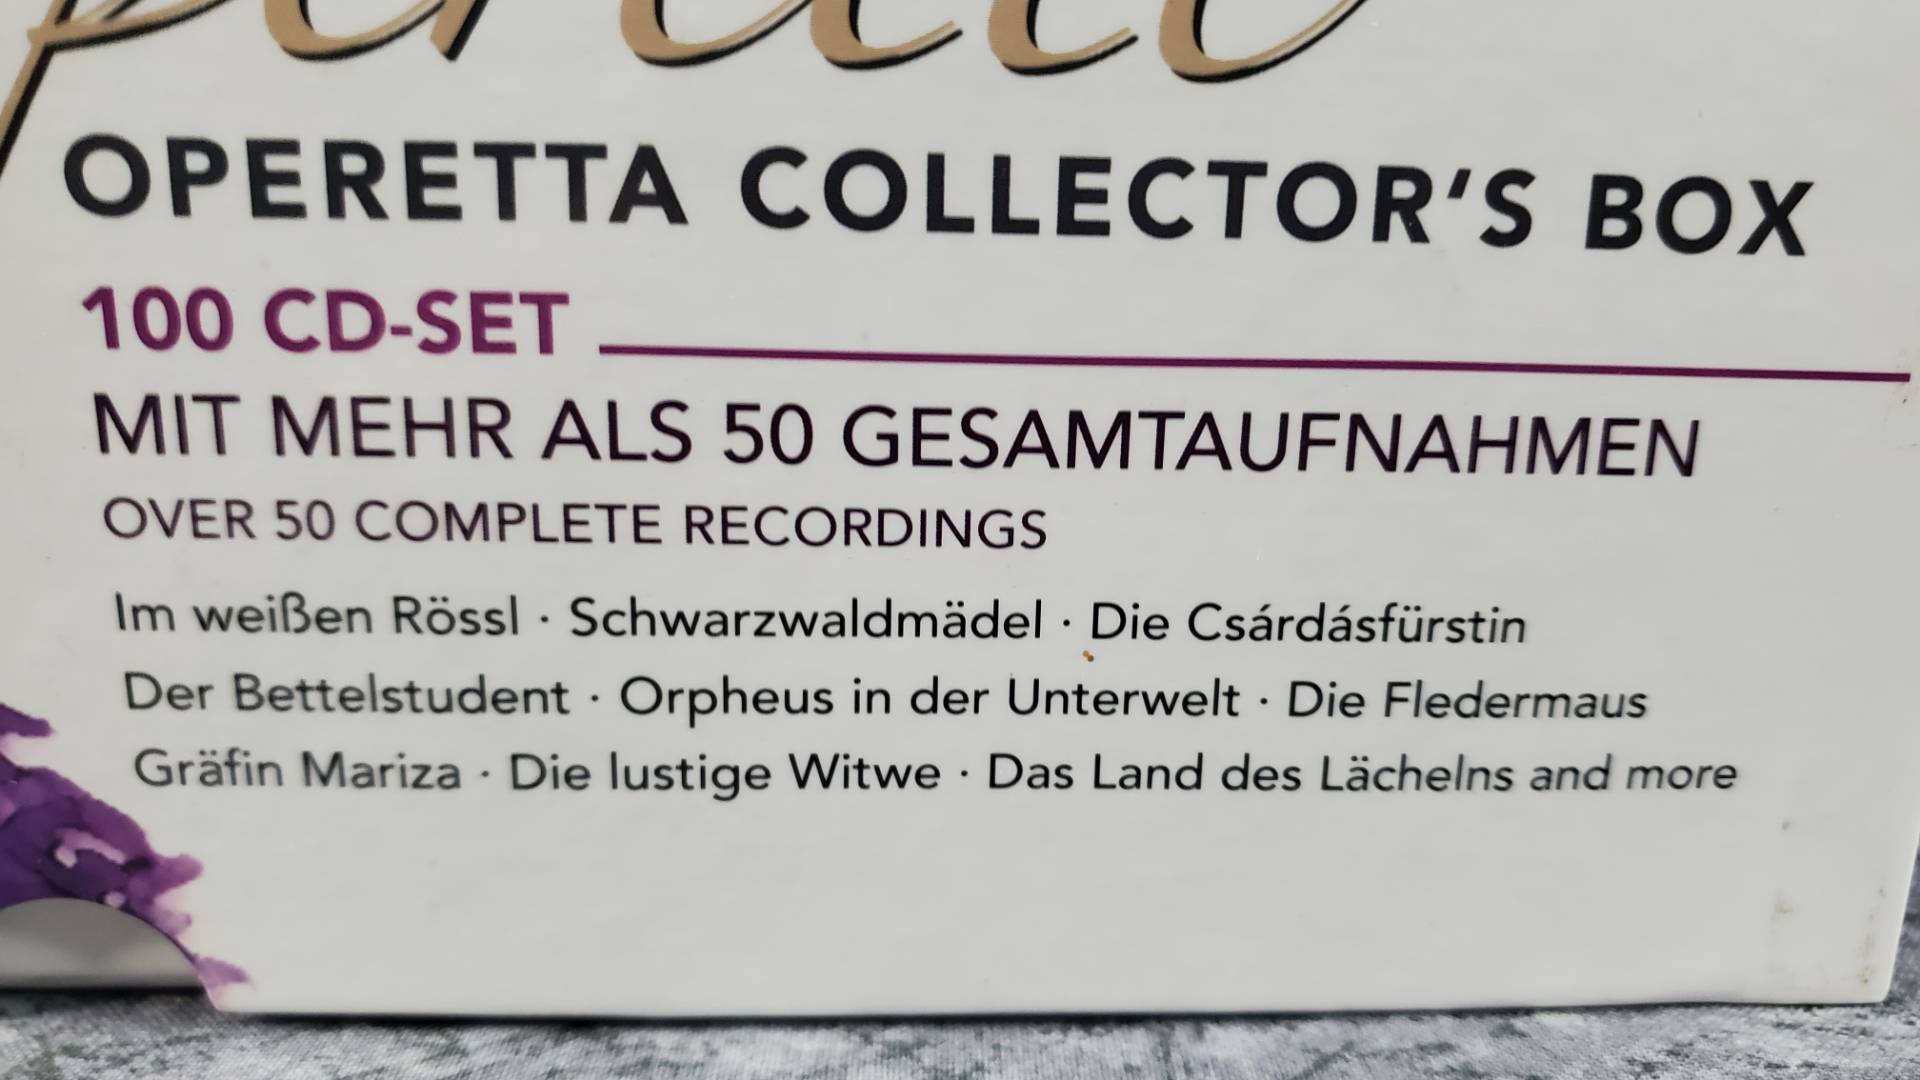 OPERETTA COLLECTOR'S BOX
100 CD-SET
MIT MEHR ALS 50 GESAMTAUFNAHMEN
OVER 50 COMPLETE RECORDINGS
Im weißen Rössl · Schwarzwaldmädel · Die Csárdásfürstin
Der Bettelstudent · Orpheus in der Unterwelt · Die Fledermaus
Gräfin Mariza · Die lustige Witwe · Das Land des Lächelns and more